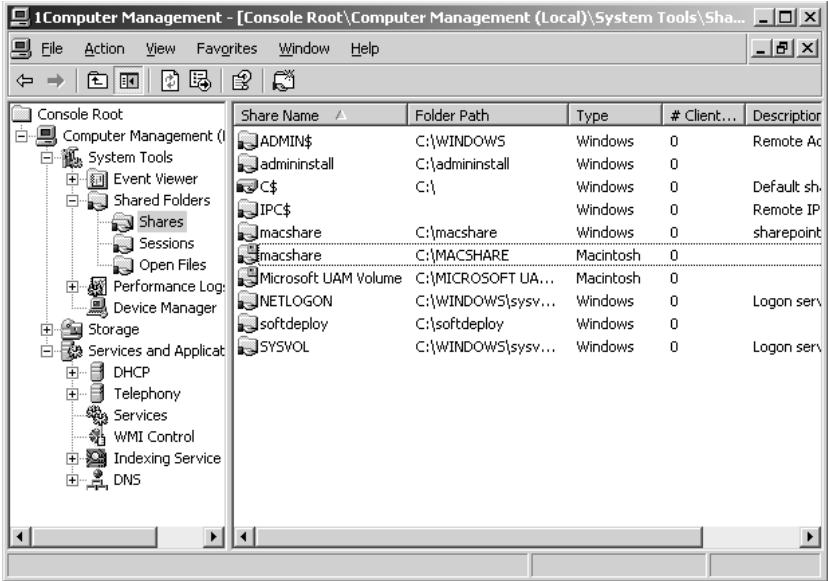 1Computer Management - [Console Root\Computer Management (Local)\System Tools\Sha...
File Action View Favorites Window Help
Console Root
Computer Management (l
System Tools
Event Viewer
Shared Folders
Shares
Sessions
Open Files
Performance Log:
Device Manager
Storage
Services and Applicat
DHCP
Telephony
Services
WMI Control
Indexing Service
DNS
Share Name Folder Path Type # Client... Description
ADMIN$ C:\WINDOWS Windows 0 Remote Ad
admininstall C:\admininstall Windows 0
C$ C:\ Windows 0 Default sha
IPC$ Windows 0 Remote IP
macshare C:\macshare Windows 0 sharepoint
macshare C:\MACSHARE Macintosh 0
Microsoft UAM Volume C:\MICROSOFT UA... Macintosh 0
NETLOGON C:\WINDOWS\sysv... Windows 0 Logon serv
softdeploy C:\softdeploy Windows 0
SYSVOL C:\WINDOWS\sysv... Windows 0 Logon serv